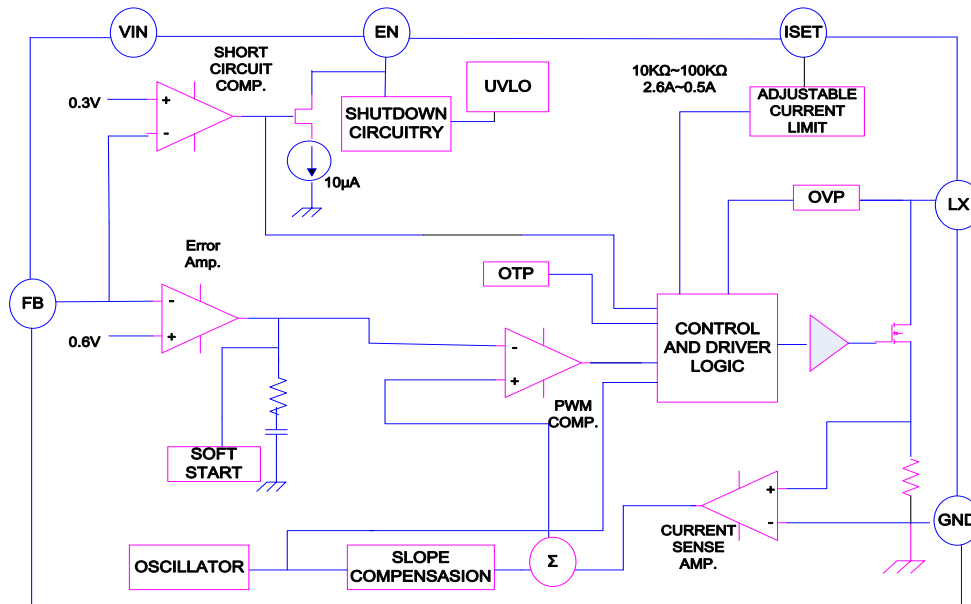 VIN
EN
ISET
SHORT
CIRCUIT
COMP.
0.3V
+
-
UVLO
SHUTDOWN
CIRCUITRY
10µA
10KΩ~100KΩ
2.6A~0.5A
ADJUSTABLE
CURRENT
LIMIT
OVP
LX
Error
Amp.
FB
-
+
0.6V
OTP
CONTROL
AND DRIVER
LOGIC
-
+
PWM
COMP.
SOFT
START
+
-
CURRENT
SENSE
AMP.
GND
OSCILLATOR
SLOPE
COMPENSASION
Σ